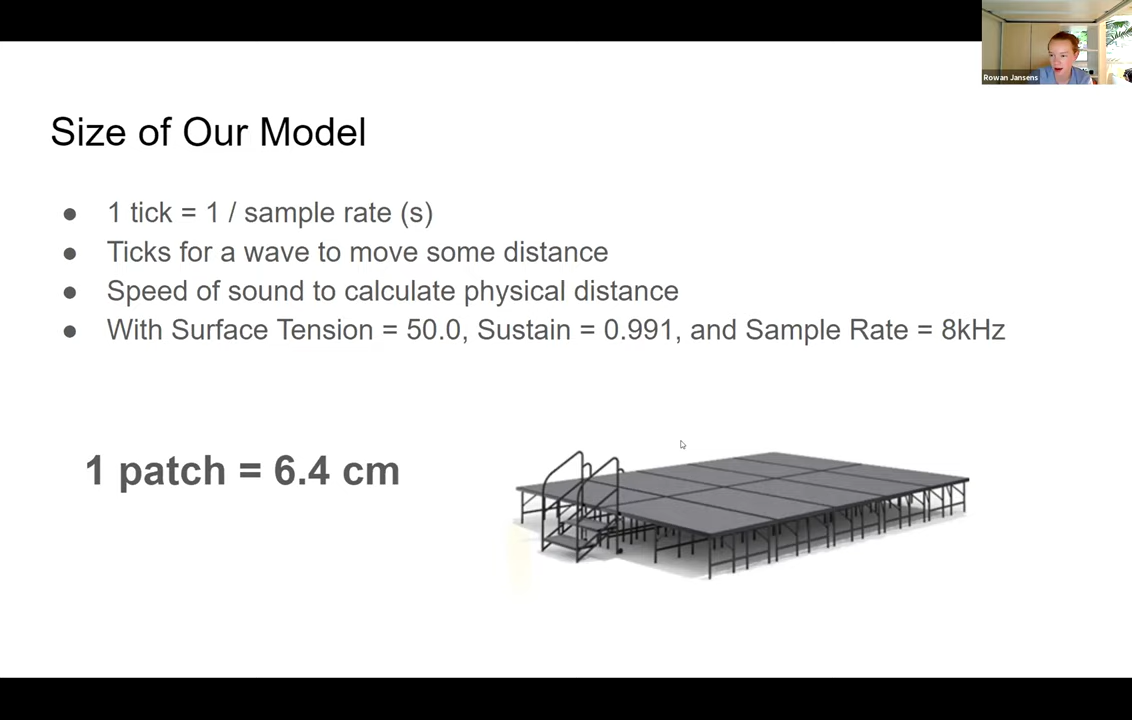 Rowan Jansens
Size of Our Model
● 1 tick = 1 / sample rate (s)
● Ticks for a wave to move some distance
● Speed of sound to calculate physical distance
● With Surface Tension = 50.0, Sustain = 0.991, and Sample Rate = 8kHz
1 patch = 6.4 cm